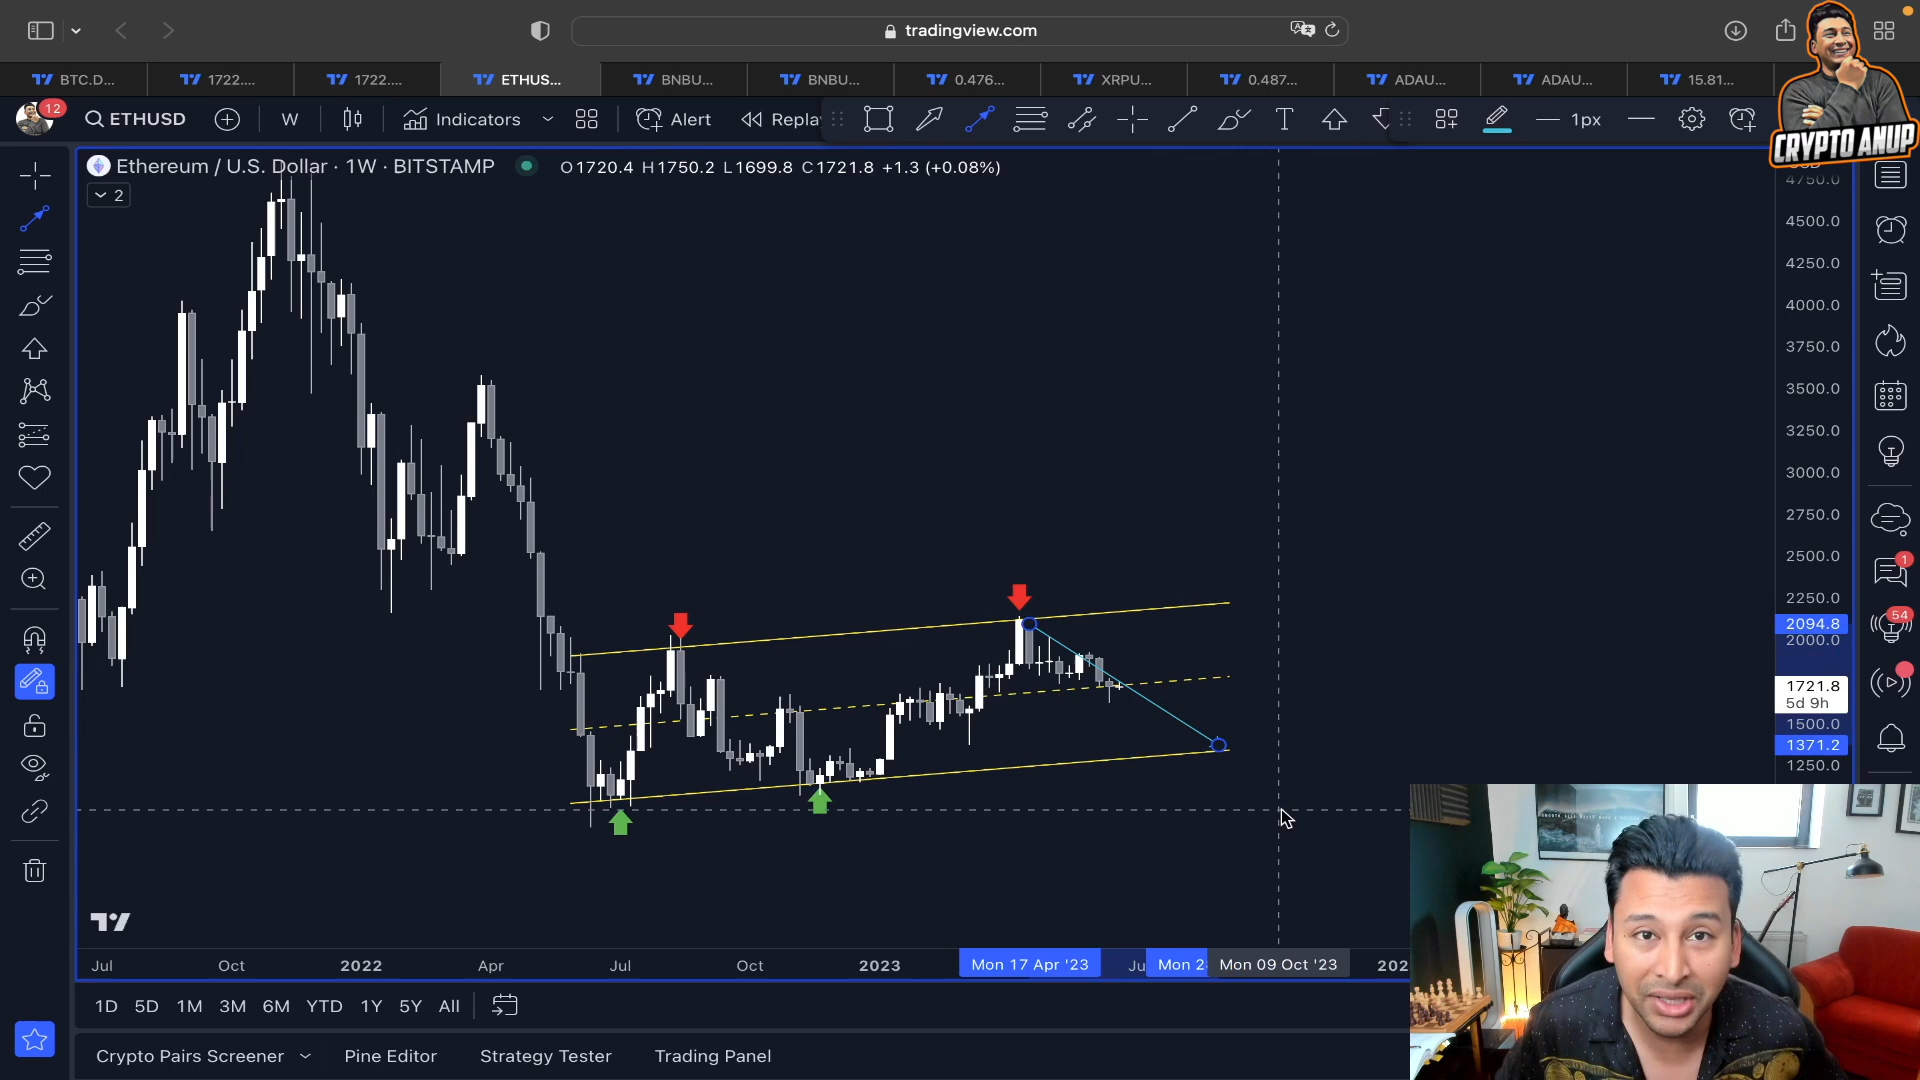 tradingview.com
BTC.D...
1722....
1722....
ETHUS...
BNBU...
BNBU...
0.476...
XRPU...
0.487...
ADAU...
ADAU...
15.81...
12
ETHUSD
W
Indicators
Alert
Repla
1px
CRYPTO ANUP
Ethereum / U.S. Dollar · 1W · BITSTAMP
O1720.4 H1750.2 L1699.8 C1721.8 +1.3 (+0.08%)
2
4750.0
4500.0
4250.0
4000.0
3750.0
3500.0
3250.0
3000.0
2750.0
2500.0
2250.0
2094.8
2000.0
1721.8
5d 9h
1500.0
1371.2
1250.0
1
54
Jul
Oct
2022
Apr
Jul
Oct
2023
Mon 17 Apr '23
Ju
Mon 2
Mon 09 Oct '23
202
1D 5D 1M 3M 6M YTD 1Y 5Y All
Crypto Pairs Screener
Pine Editor
Strategy Tester
Trading Panel